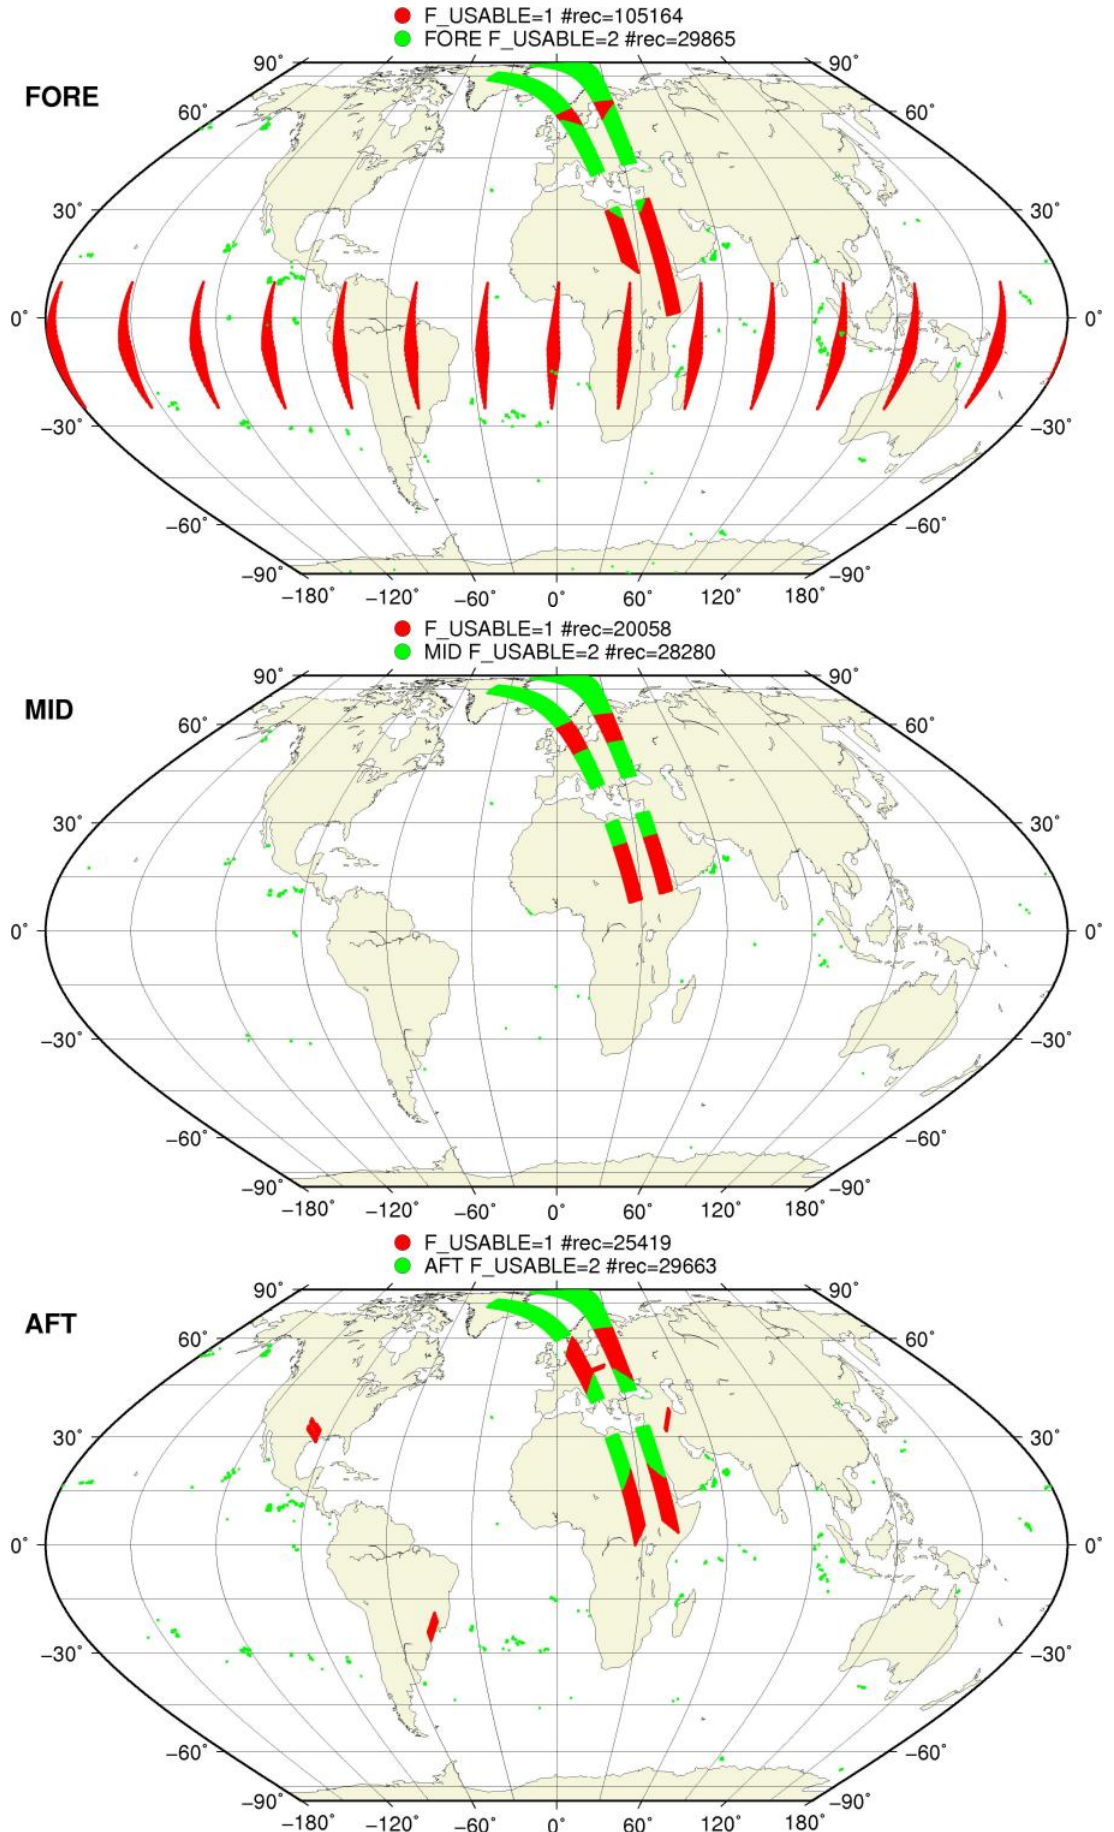 F_USABLE=1 #rec=105164
FORE F_USABLE=2 #rec=29865
FORE
90° 90°
60° 60°
30° 30°
0° 0°
−30° −30°
−60° −60°
−90° −90°
−180° −120° −60° 0° 60° 120° 180°
F_USABLE=1 #rec=20058
MID F_USABLE=2 #rec=28280
MID
90° 90°
60° 60°
30° 30°
0° 0°
−30° −30°
−60° −60°
−90° −90°
−180° −120° −60° 0° 60° 120° 180°
F_USABLE=1 #rec=25419
AFT F_USABLE=2 #rec=29663
AFT
90° 90°
60° 60°
30° 30°
0° 0°
−30° −30°
−60° −60°
−90° −90°
−180° −120° −60° 0° 60° 120° 180°